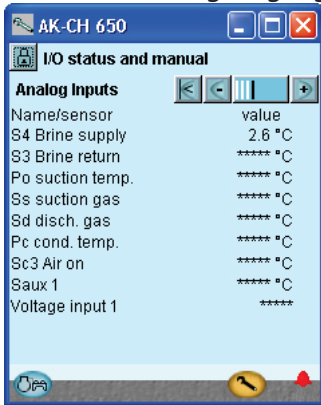 AK-CH 650
I/O status and manual
Analog Inputs
Name/sensor value
S4 Brine supply 2.6 °C
S3 Brine return ***** °C
Po suction temp. ***** °C
Ss suction gas ***** °C
Sd disch. gas ***** °C
Pc cond. temp. ***** °C
Sc3 Air on ***** °C
Saux 1 ***** °C
Voltage input 1 *****